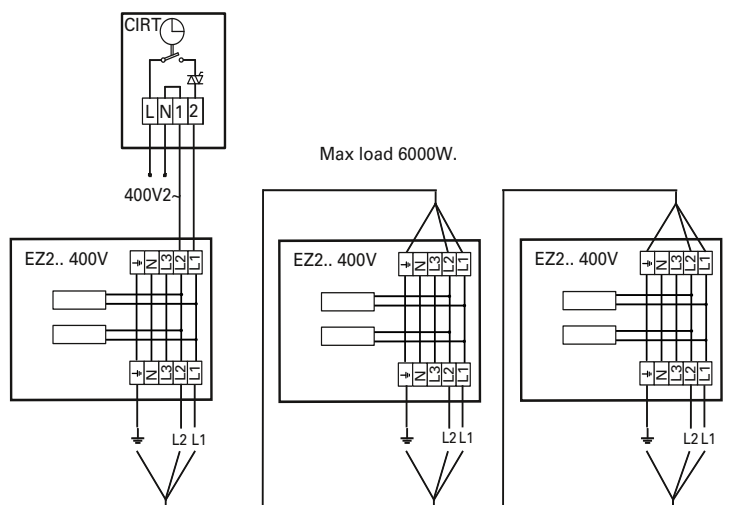 CIRT
L N 1 2
Max load 6000W.
400V2~
EZ2.. 400V
N L3 L2 L1
N L3 L2 L1
L2 L1
EZ2.. 400V
N L3 L2 L1
N L3 L2 L1
L2 L1
EZ2.. 400V
N L3 L2 L1
N L3 L2 L1
L2 L1